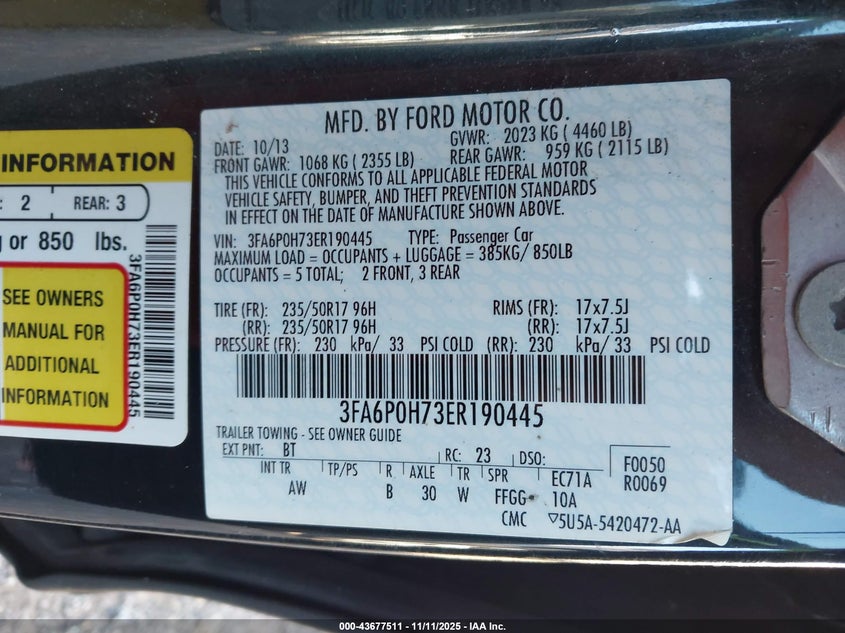 INFORMATION
: 2 REAR: 3
g or 850 lbs.
SEE OWNERS
MANUAL FOR
ADDITIONAL
INFORMATION
3FA6P0H73ER190445
MFD. BY FORD MOTOR CO.
DATE: 10/13 GVWR: 2023 KG ( 4460 LB)
FRONT GAWR: 1068 KG ( 2355 LB) REAR GAWR: 959 KG ( 2115 LB)
THIS VEHICLE CONFORMS TO ALL APPLICABLE FEDERAL MOTOR
VEHICLE SAFETY, BUMPER, AND THEFT PREVENTION STANDARDS
IN EFFECT ON THE DATE OF MANUFACTURE SHOWN ABOVE.
VIN: 3FA6P0H73ER190445 TYPE: Passenger Car
MAXIMUM LOAD = OCCUPANTS + LUGGAGE = 385KG/ 850LB
OCCUPANTS = 5 TOTAL; 2 FRONT, 3 REAR
TIRE (FR): 235/50R17 96H RIMS (FR): 17x7.5J
(RR): 235/50R17 96H (RR): 17x7.5J
PRESSURE (FR): 230 kPa/ 33 PSI COLD (RR): 230 kPa/ 33 PSI COLD
3FA6P0H73ER190445
TRAILER TOWING - SEE OWNER GUIDE
EXT PNT: BT RC: 23 DSO: F0050
INT TR TP/PS R AXLE TR SPR EC71A R0069
AW B 30 W FFGG 10A
CMC ▽5U5A-5420472-AA
000-43677511 - 11/11/2025 - IAA Inc.